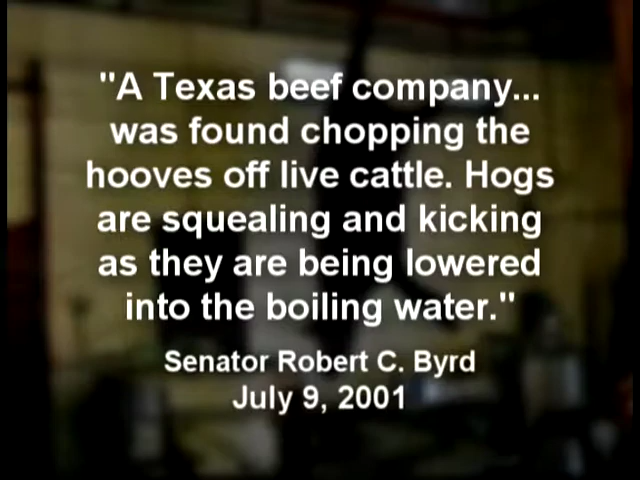 "A Texas beef company...
was found chopping the
hooves off live cattle. Hogs
are squealing and kicking
as they are being lowered
into the boiling water."
Senator Robert C. Byrd
July 9, 2001